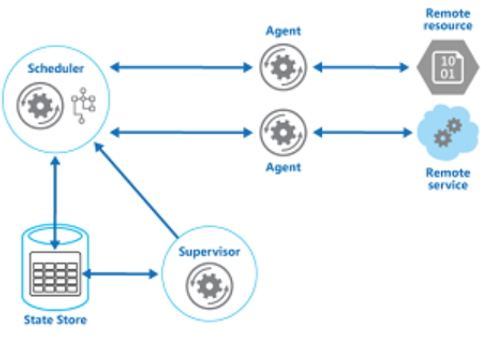 Remote
resource
Agent
Scheduler
10
01
Agent
Remote
service
Supervisor
State Store